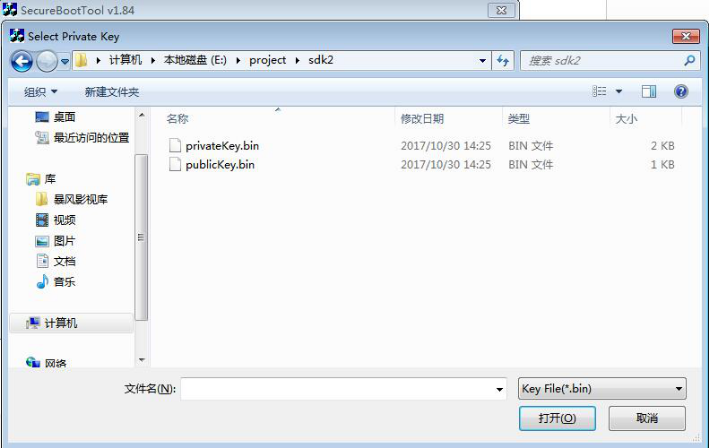 SecureBootTool v1.84
Select Private Key
计算机 本地磁盘 (E:) project sdk2
搜索 sdk2
组织 新建文件夹
名称 修改日期 类型 大小
桌面
最近访问的位置
privateKey.bin 2017/10/30 14:25 BIN 文件 2 KB
publicKey.bin 2017/10/30 14:25 BIN 文件 1 KB
库
暴风影视库
视频
图片
文档
音乐
计算机
网络
文件名(N):
Key File(*.bin)
打开(O) 取消